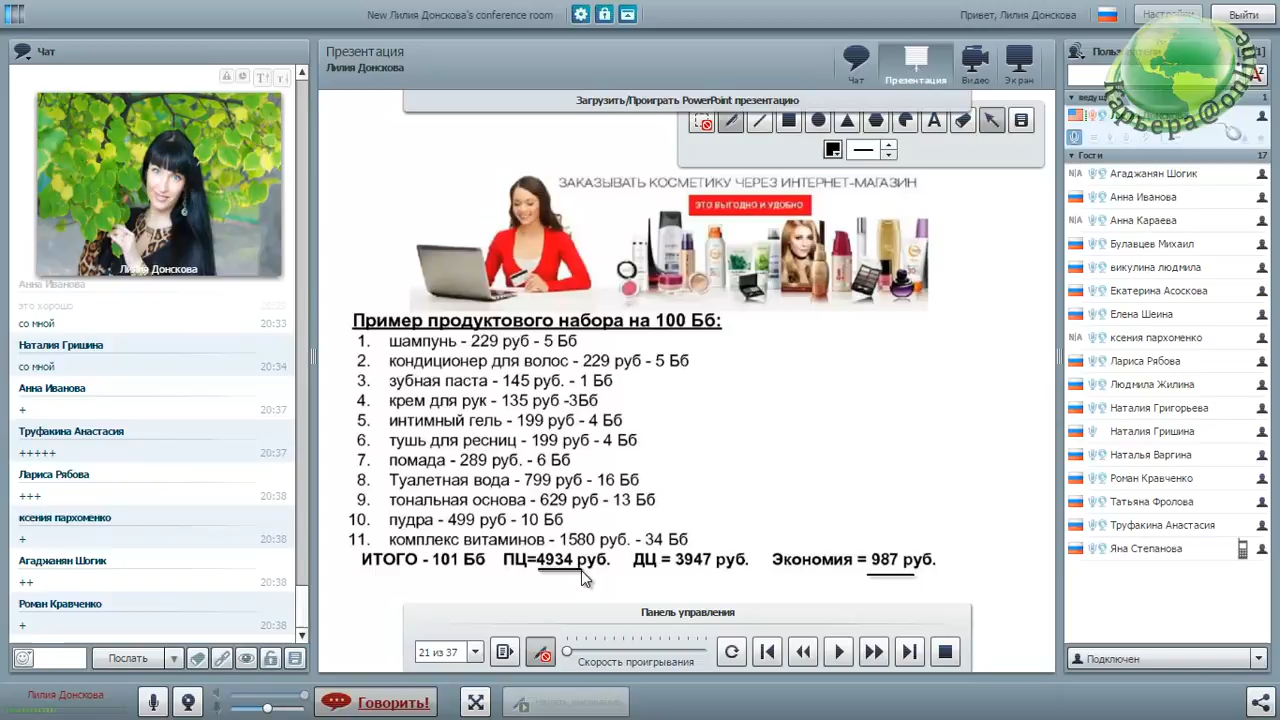 New Лилия Донскова's conference room
Привет, Лилия Донскова
Настройки
Выйти
карьера@online
Чат
Лилия Донскова
Анна Иванова
это хорошо
со мной 20:33
Наталия Гришина
со мной 20:34
Анна Иванова
+ 20:37
Труфакина Анастасия
+++++ 20:37
Лариса Рябова
+++ 20:38
ксения пархоменко
+ 20:38
Агаджанян Шогик
++ 20:38
Роман Кравченко
+ 20:38
Послать
Презентация
Лилия Донскова
Чат
Презентация
Видео
Экран
Загрузить/Проиграть PowerPoint презентацию
ЗАКАЗЫВАТЬ КОСМЕТИКУ ЧЕРЕЗ ИНТЕРНЕТ-МАГАЗИН
ЭТО ВЫГОДНО И УДОБНО
Пример продуктового набора на 100 Бб:
1. шампунь - 229 руб - 5 Бб
2. кондиционер для волос - 229 руб - 5 Бб
3. зубная паста - 145 руб. - 1 Бб
4. крем для рук - 135 руб -3Бб
5. интимный гель - 199 руб - 4 Бб
6. тушь для ресниц - 199 руб - 4 Бб
7. помада - 289 руб. - 6 Бб
8. Туалетная вода - 799 руб - 16 Бб
9. тональная основа - 629 руб - 13 Бб
10. пудра - 499 руб - 10 Бб
11. комплекс витаминов - 1580 руб. - 34 Бб
ИТОГО - 101 Бб ПЦ=4934 руб. ДЦ = 3947 руб. Экономия = 987 руб.
Панель управления
21 из 37
Скорость проигрывания
ведущ 1
Гости 17
N/A Агаджанян Шогик
Анна Иванова
N/A Анна Караева
Булавцев Михаил
викулина людмила
Екатерина Асоскова
Елена Шеина
N/A ксения пархоменко
Лариса Рябова
Людмила Жилина
Наталия Григорьева
Наталия Гришина
Наталья Варгина
Роман Кравченко
Татьяна Фролова
Труфакина Анастасия
Яна Степанова
Подключен
Лилия Донскова
Говорить!